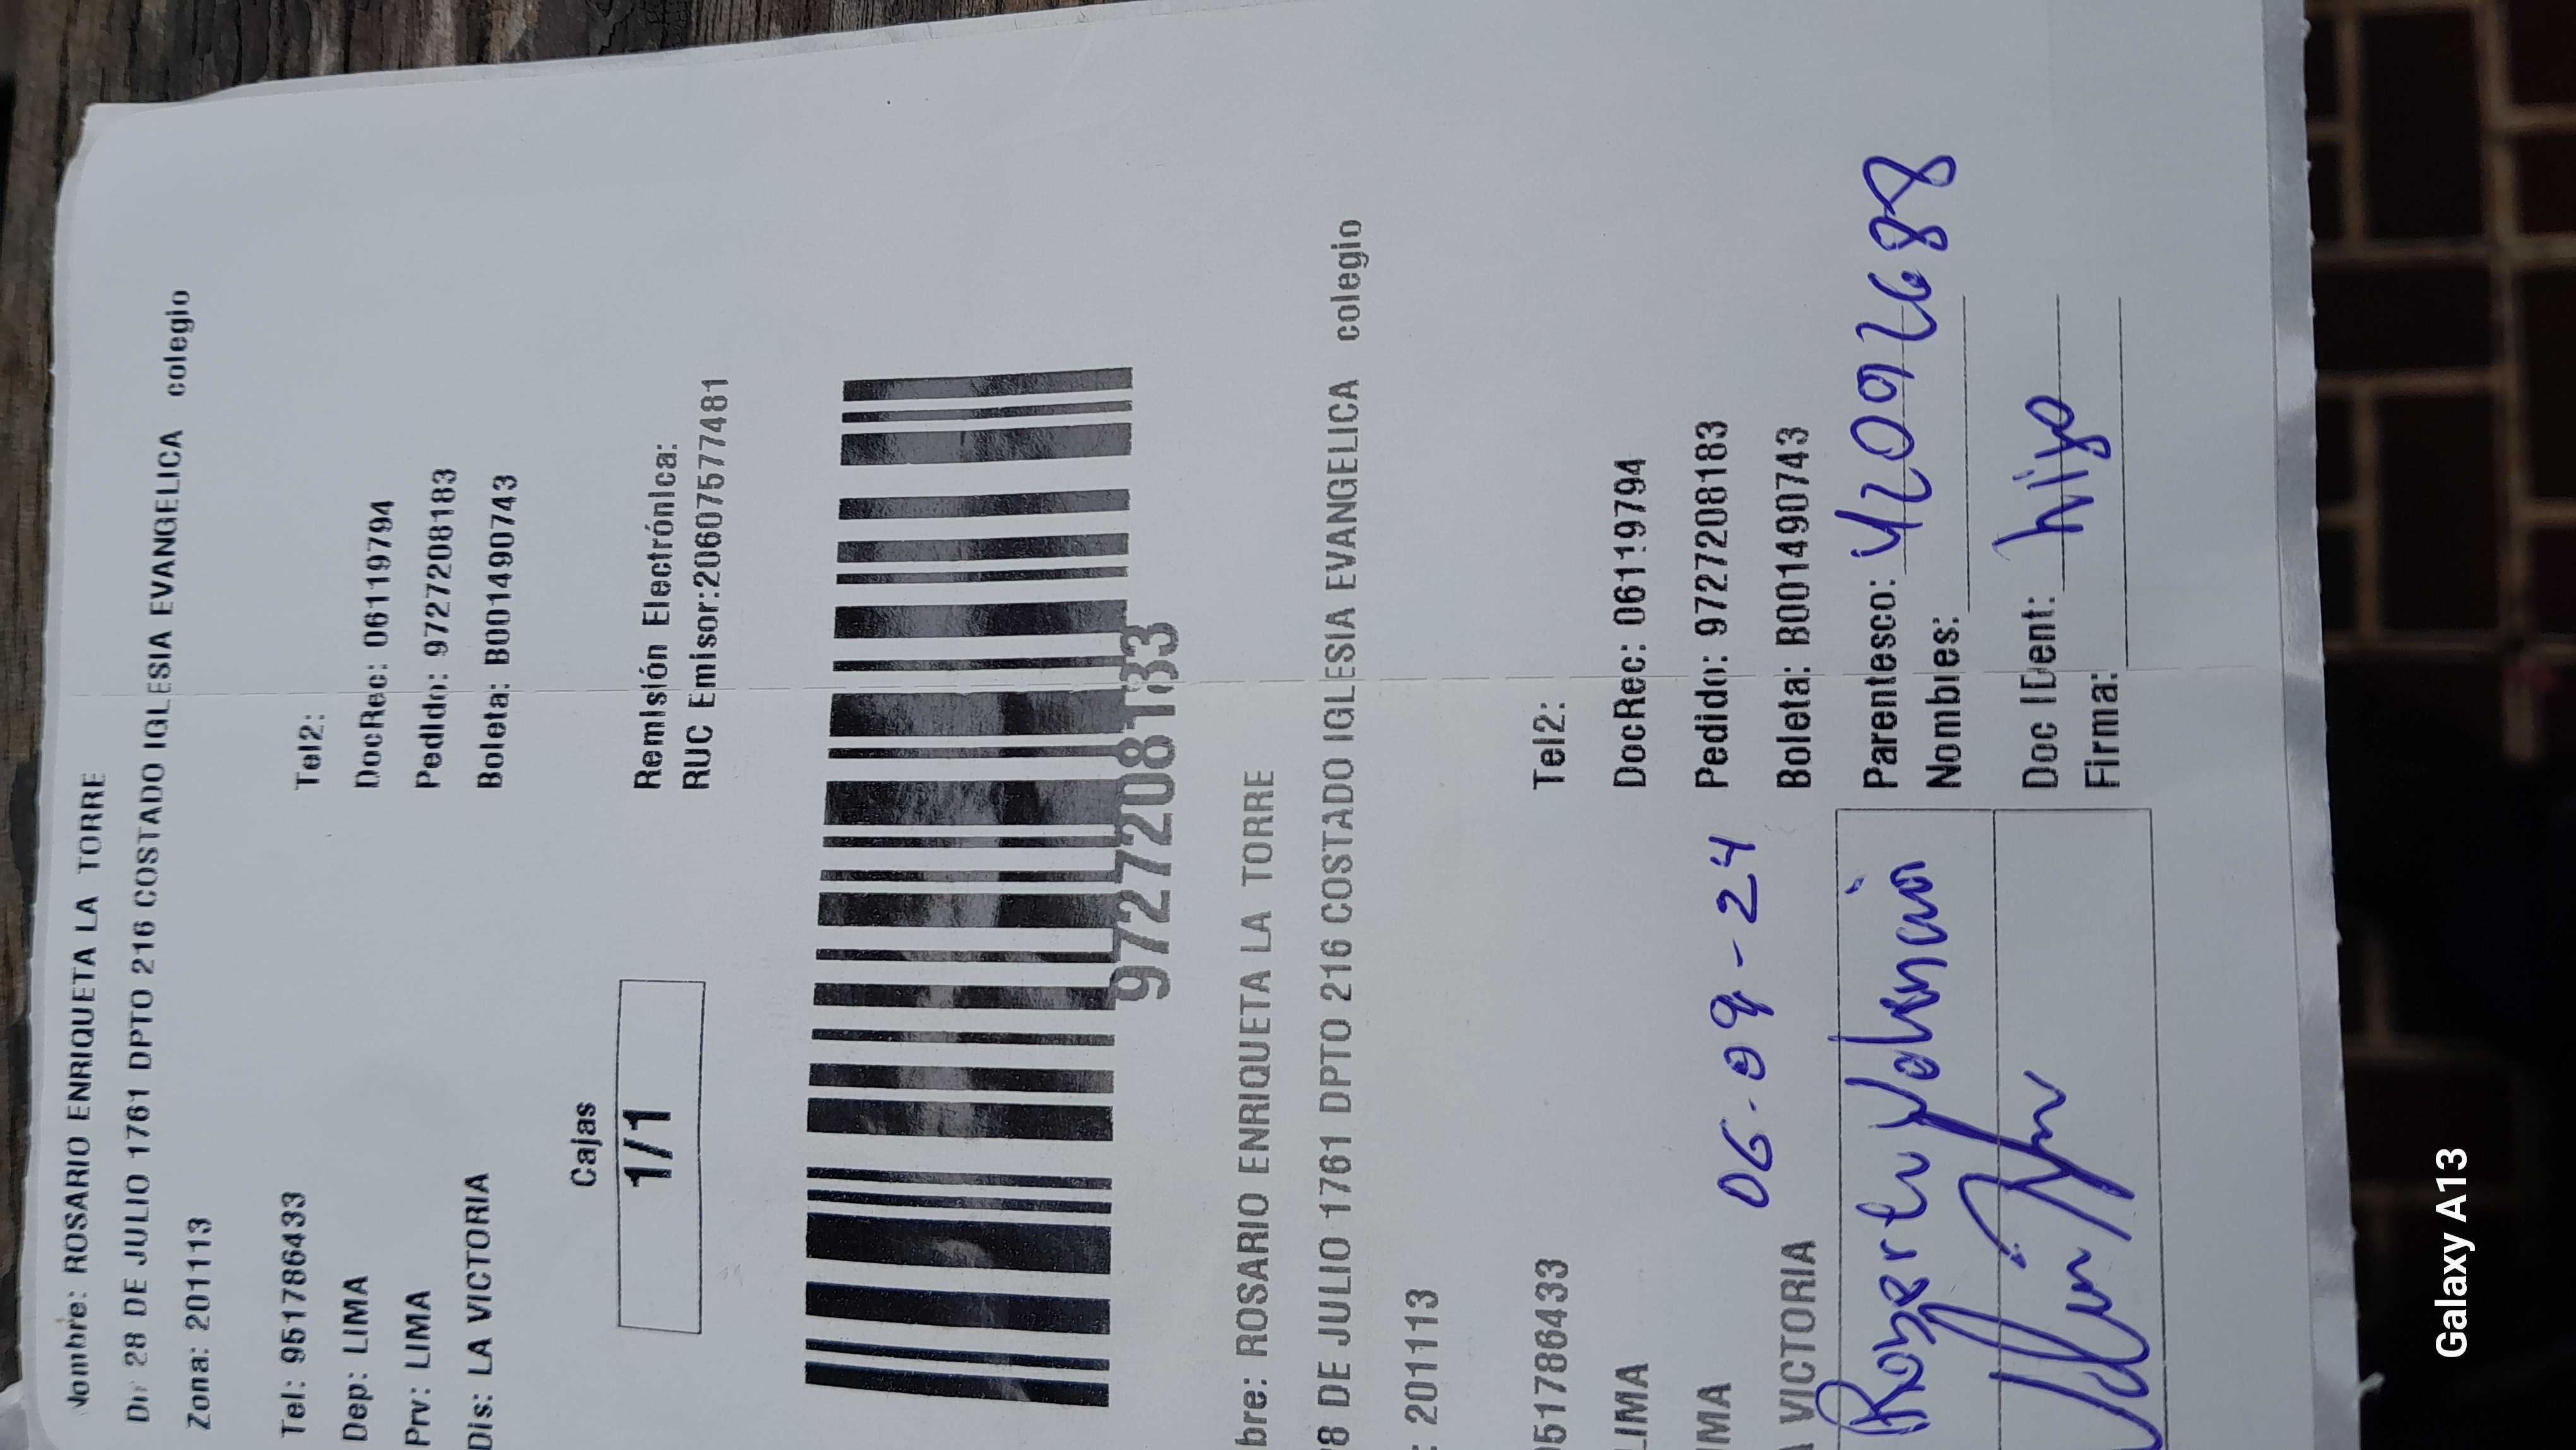 Nombre: ROSARIO ENRIQUETA LA TORRE
Dir 28 DE JULIO 1761 DPTO 216 COSTADO IGLESIA EVANGELICA colegio
Zona: 201113
Tel: 951786433 Tel2:
Dep: LIMA DocRec: 06119794
Prv: LIMA Pedido: 9727208183
Dis: LA VICTORIA Boleta: B001490743
Cajas
1/1
Remisión Electrónica:
RUC Emisor:20607577481
9727208183
bre: ROSARIO ENRIQUETA LA TORRE
8 DE JULIO 1761 DPTO 216 COSTADO IGLESIA EVANGELICA colegio
: 201113
951786433 Tel2:
LIMA DocRec: 06119794
IMA 06-09-24 Pedido: 9727208183
A VICTORIA Boleta: B001490743
Parentesco: 42092688
Nombres:
Doc IDent: hijo
Firma:
Galaxy A13